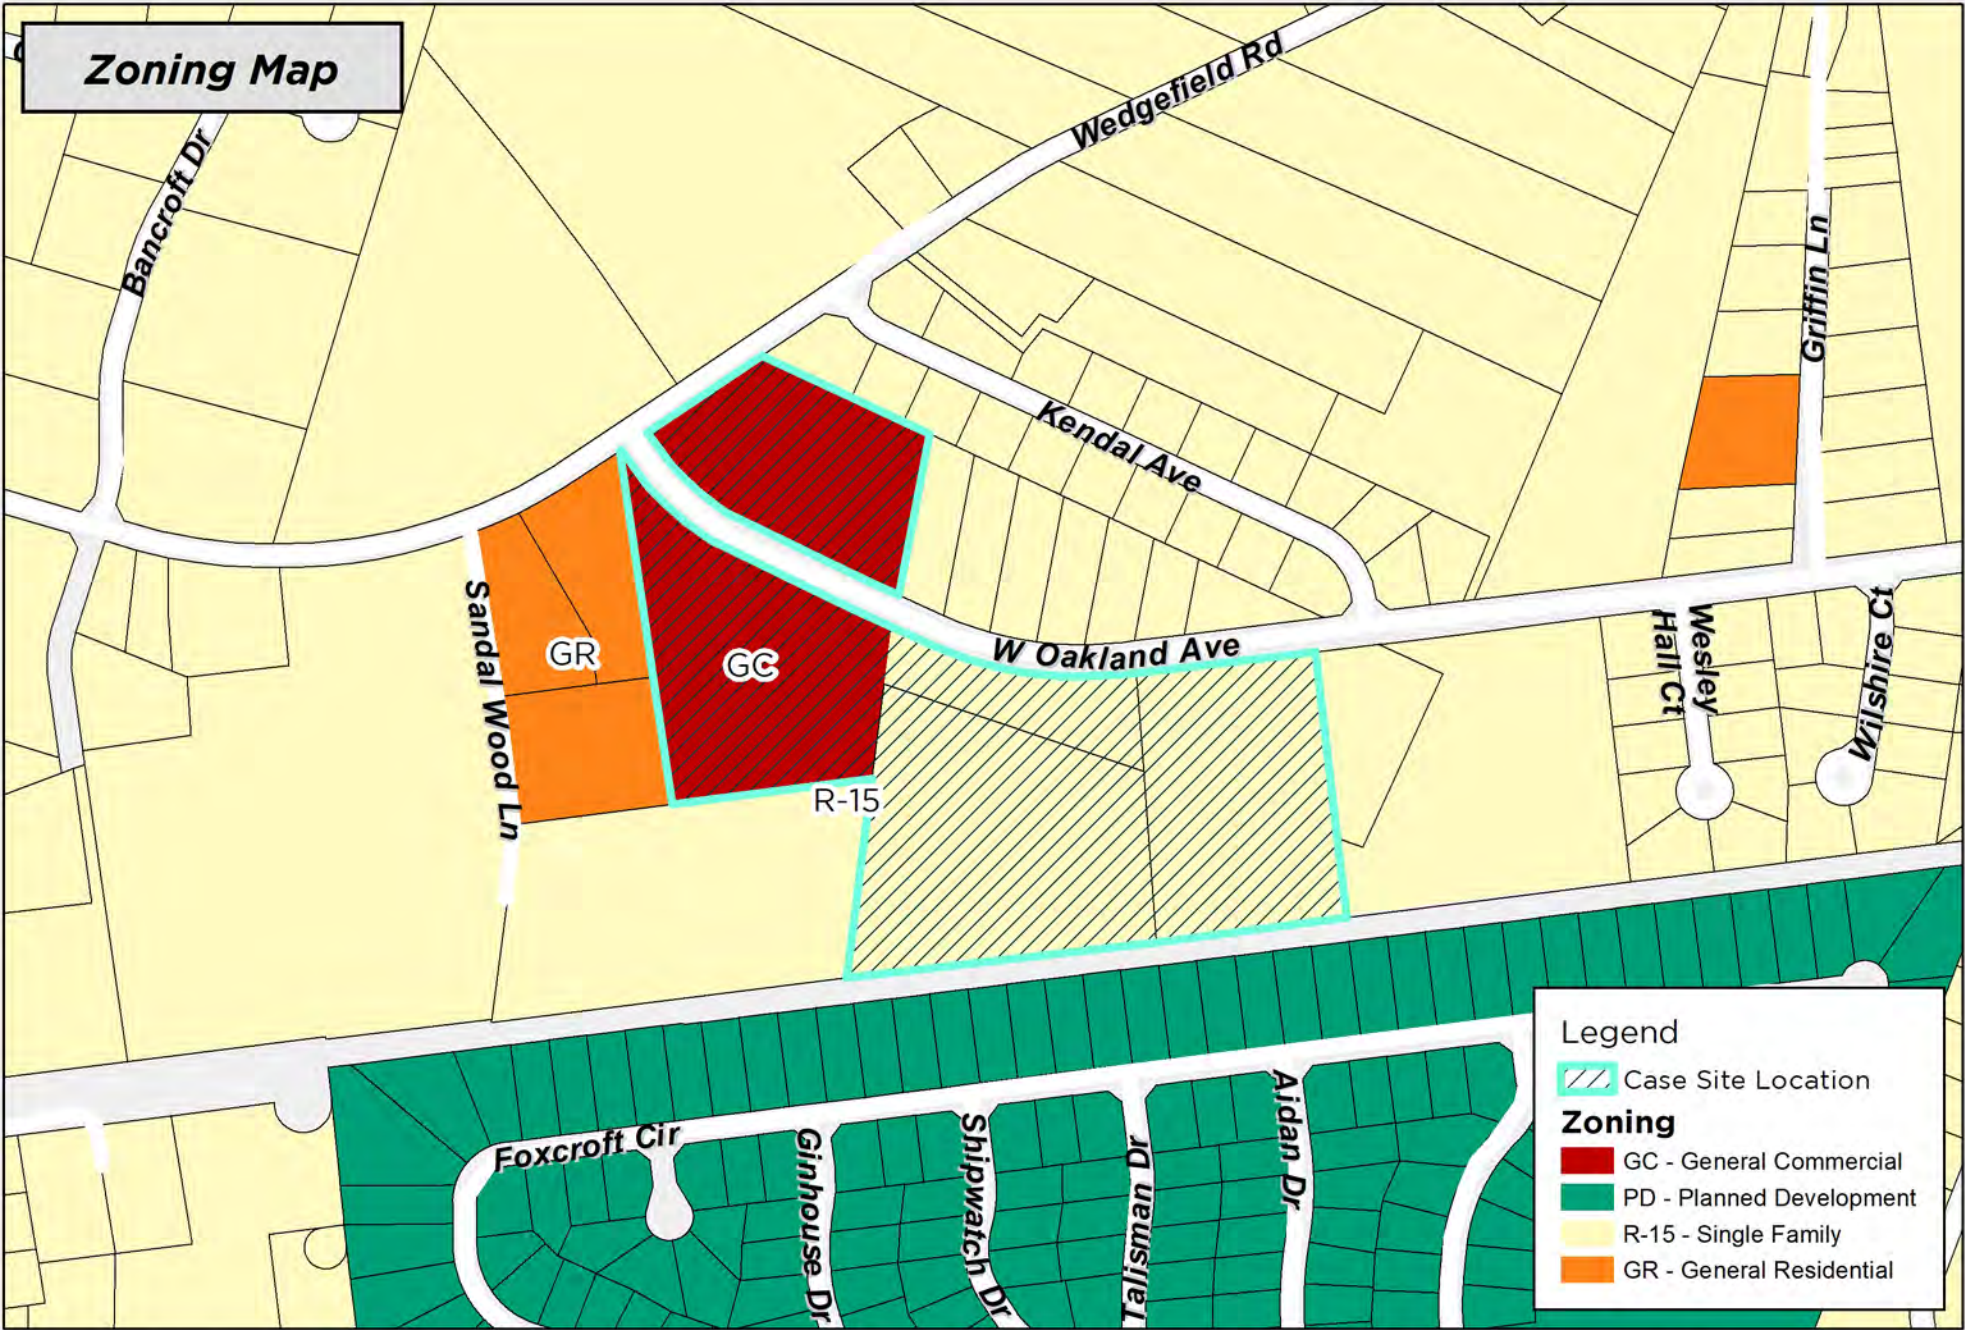 Zoning Map
Wedgefield Rd
Bancroft Dr
Griffin Ln
Kendal Ave
Sandal Wood Ln
GR
GC
W Oakland Ave
Wesley
Hall Ct
Wilshire Ct
R-15
Foxcroft Cir
Ginhouse Dr
Shipwatch Dr
Talisman Dr
Aidan Dr
Legend
Case Site Location
Zoning
GC - General Commercial
PD - Planned Development
R-15 - Single Family
GR - General Residential